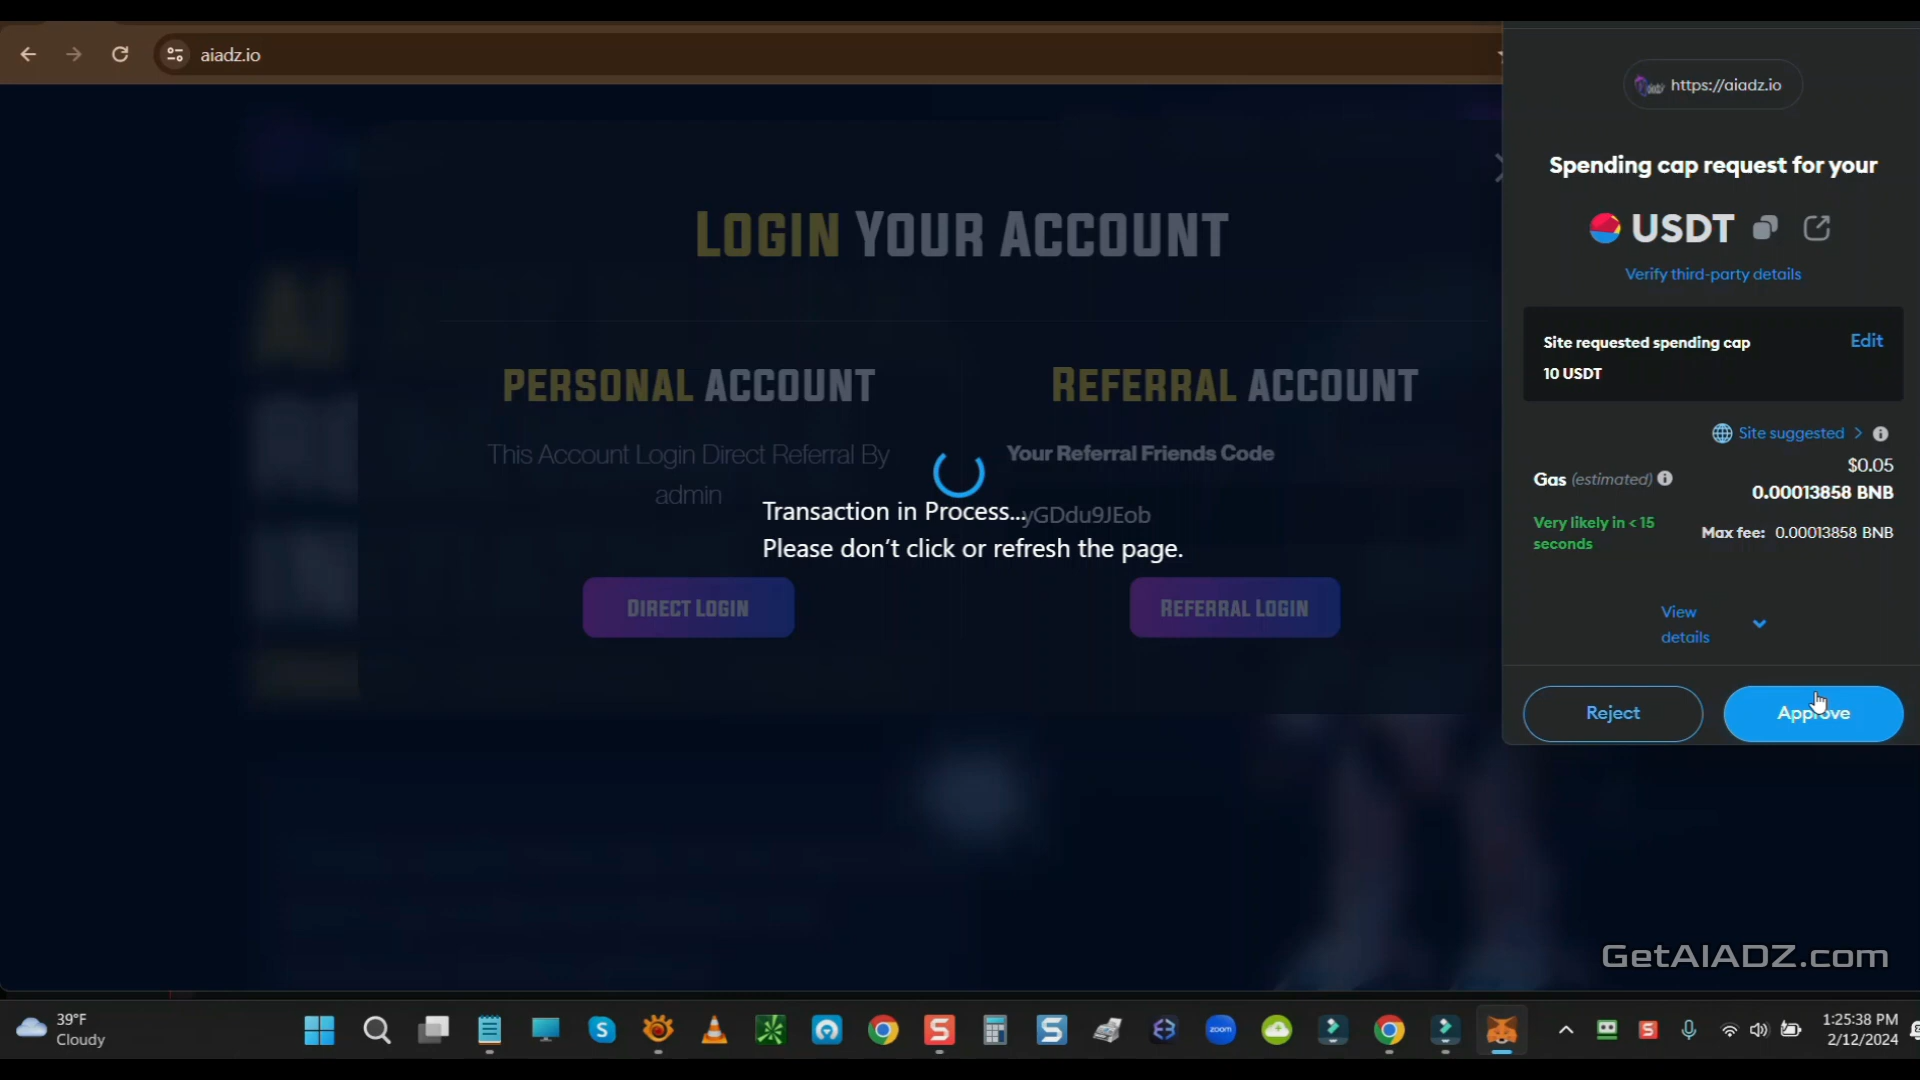 aiadz.io
https://aiadz.io
Spending cap request for your
USDT
Verify third-party details
Site requested spending cap
Edit
10 USDT
Site suggested
$0.05
Gas (estimated)
0.00013858 BNB
Very likely in < 15
seconds
Max fee: 0.00013858 BNB
View
details
Reject
Approve
Login Your Account
Personal Account
This Account Login Direct Referral By
admin
Direct Login
Referral Account
Your Referral Friends Code
yGDdu9JEob
Referral Login
Transaction in Process...
Please don't click or refresh the page.
GetAIADZ.com
39°F
Cloudy
zoom
1:25:38 PM
2/12/2024